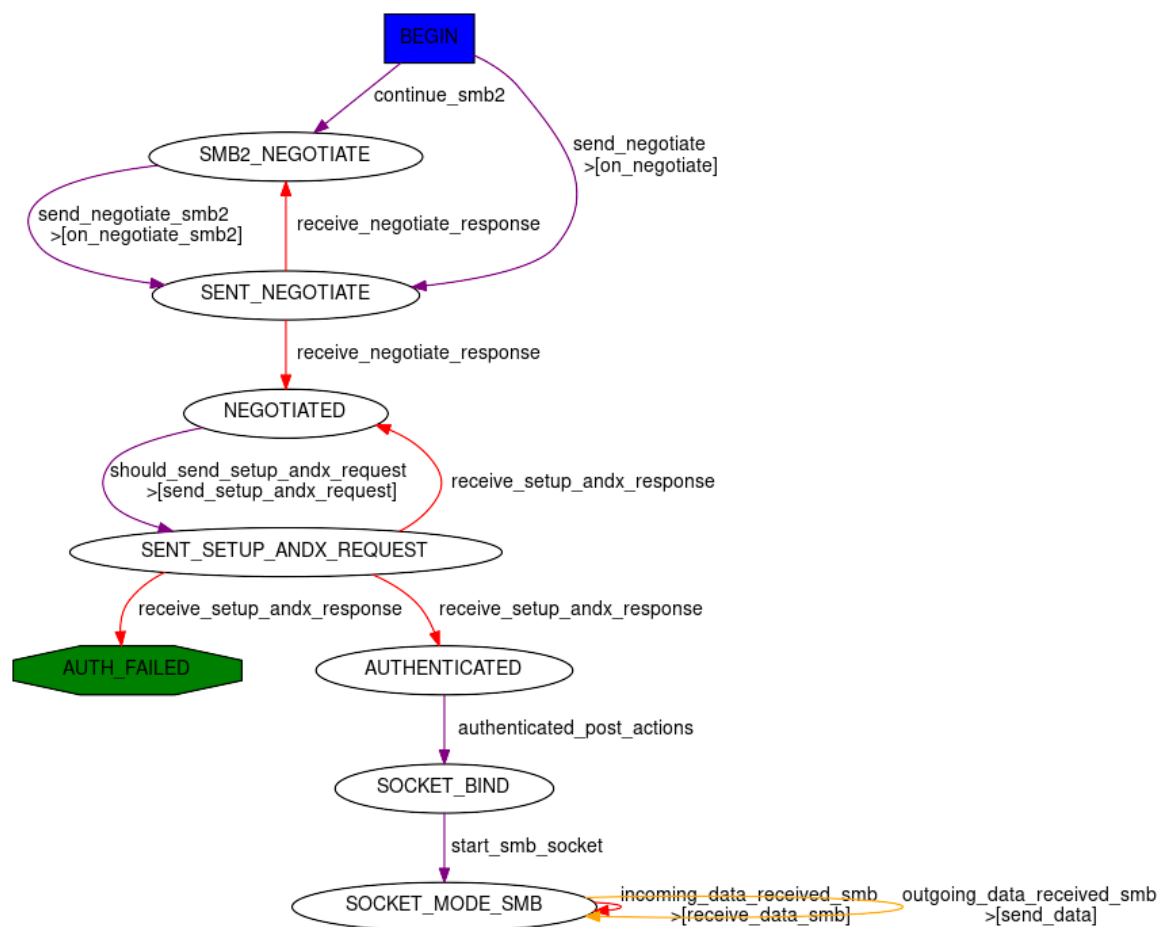 BEGIN
continue_smb2
send_negotiate
>[on_negotiate]
SMB2_NEGOTIATE
send_negotiate_smb2
>[on_negotiate_smb2]
receive_negotiate_response
SENT_NEGOTIATE
receive_negotiate_response
NEGOTIATED
should_send_setup_andx_request
>[send_setup_andx_request]
receive_setup_andx_response
SENT_SETUP_ANDX_REQUEST
receive_setup_andx_response
receive_setup_andx_response
AUTH_FAILED
AUTHENTICATED
authenticated_post_actions
SOCKET_BIND
start_smb_socket
SOCKET_MODE_SMB
incoming_data_received_smb
>[receive_data_smb]
outgoing_data_received_smb
>[send_data]